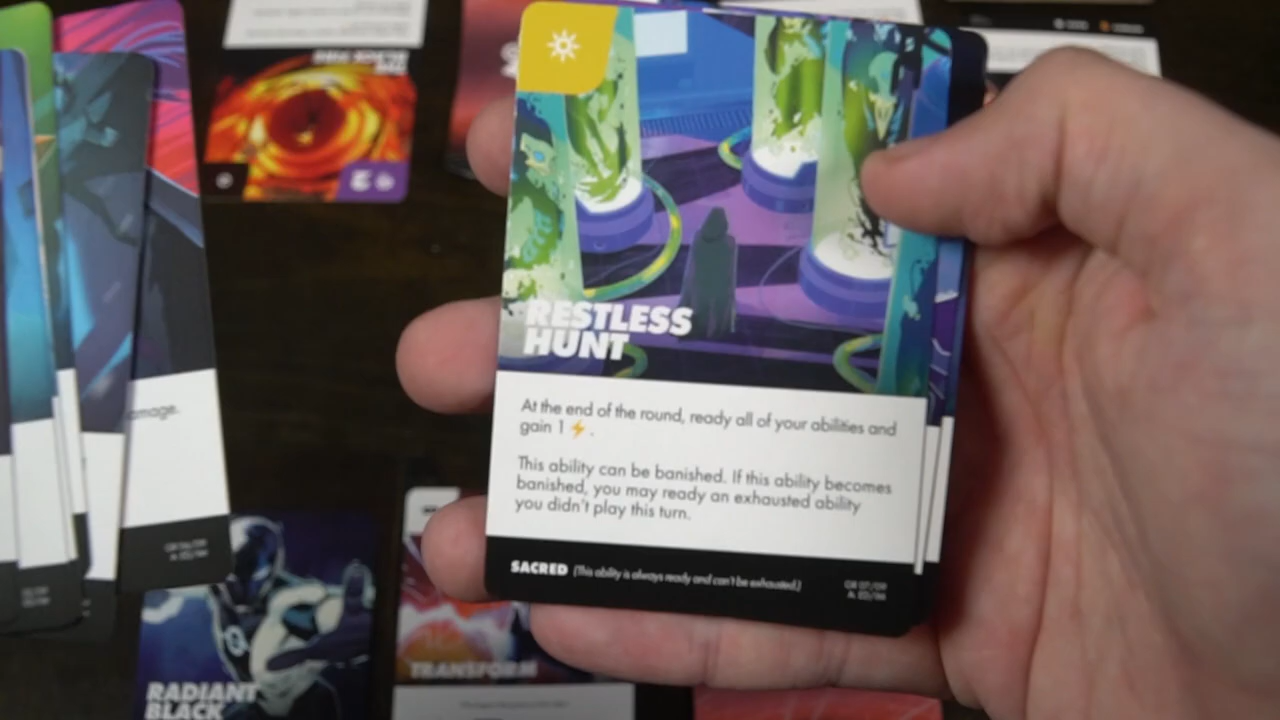 RESTLESS
HUNT
At the end of the round, ready all of your abilities and
gain 1 .
This ability can be banished. If this ability becomes
banished, you may ready an exhausted ability
you didn't play this turn.
SACRED (This ability is always ready and can't be exhausted.)
amage.
TRANSFORM
RADIANT
BLACK